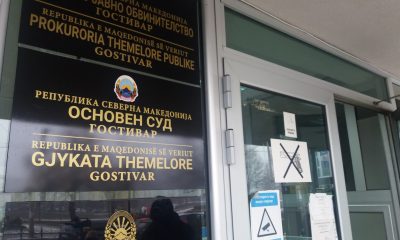 ЈАВНО ОБВИНИТЕЛСТВО
ГОСТИВАР
REPUBLIKA E MAQEDONISË SË VERIUT
PROKURORIA THEMELORE PUBLIKE
GOSTIVAR
РЕПУБЛИКА СЕВЕРНА МАКЕДОНИЈА
ОСНОВЕН СУД
ГОСТИВАР
REPUBLIKA E MAQEDONISË SË VERIUT
GJYKATA THEMELORE
GOSTIVAR